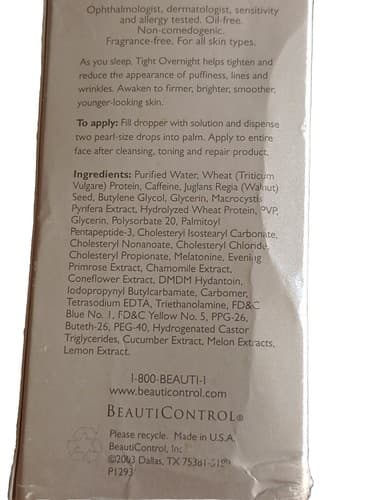 Ophthalmologist, dermatologist, sensitivity
and allergy tested. Oil-free.
Non-comedogenic.
Fragrance-free. For all skin types.
As you sleep, Tight Overnight helps tighten and
reduce the appearance of puffiness, lines and
wrinkles. Awaken to firmer, brighter, smoother,
younger-looking skin.
To apply: Fill dropper with solution and dispense
two pearl-size drops into palm. Apply to entire
face after cleansing, toning and repair product.
Ingredients: Purified Water, Wheat (Triticum
Vulgare) Protein, Caffeine, Juglans Regia (Walnut)
Seed, Butylene Glycol, Glycerin, Macrocystis
Pyrifera Extract, Hydrolyzed Wheat Protein, PVP,
Glycerin, Polysorbate 20, Palmitoyl
Pentapeptide-3, Cholesteryl Isostearyl Carbonate,
Cholesteryl Nonanoate, Cholesteryl Chloride,
Cholesteryl Propionate, Melatonine, Evening
Primrose Extract, Chamomile Extract,
Coneflower Extract, DMDM Hydantoin,
Iodopropynyl Butylcarbamate, Carbomer,
Tetrasodium EDTA, Triethanolamine, FD&C
Blue No. 1, FD&C Yellow No. 5, PPG-26,
Buteth-26, PEG-40, Hydrogenated Castor
Triglycerides, Cucumber Extract, Melon Extracts,
Lemon Extract.
1-800-BEAUTI-1
www.beauticontrol.com
BEAUTICONTROL®
Please recycle. Made in U.S.A.
BeautiControl, Inc.
©2003 Dallas, TX
P1293